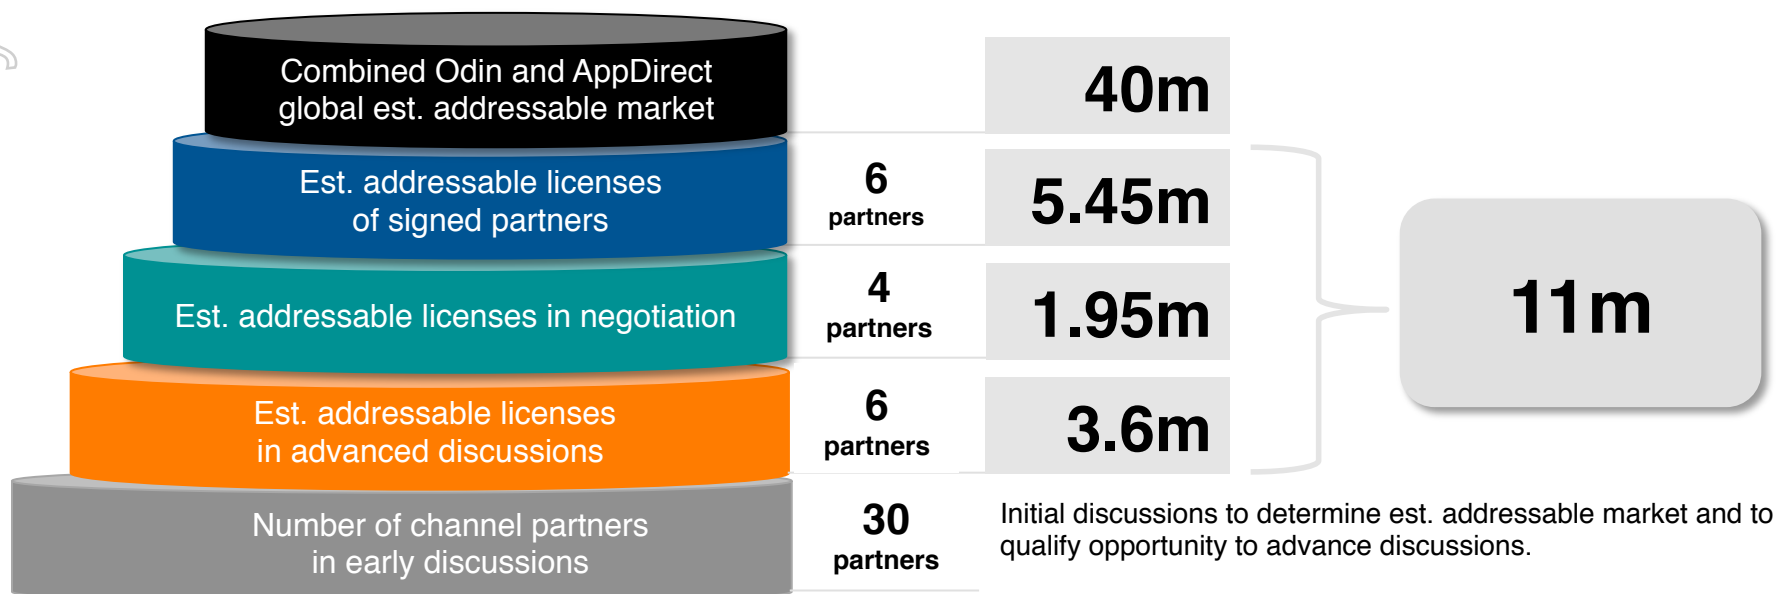 Combined Odin and AppDirect
global est. addressable market
40m
Est. addressable licenses
of signed partners
6
partners
5.45m
Est. addressable licenses in negotiation
4
partners
1.95m
11m
Est. addressable licenses
in advanced discussions
6
partners
3.6m
Number of channel partners
in early discussions
30
partners
Initial discussions to determine est. addressable market and to
qualify opportunity to advance discussions.